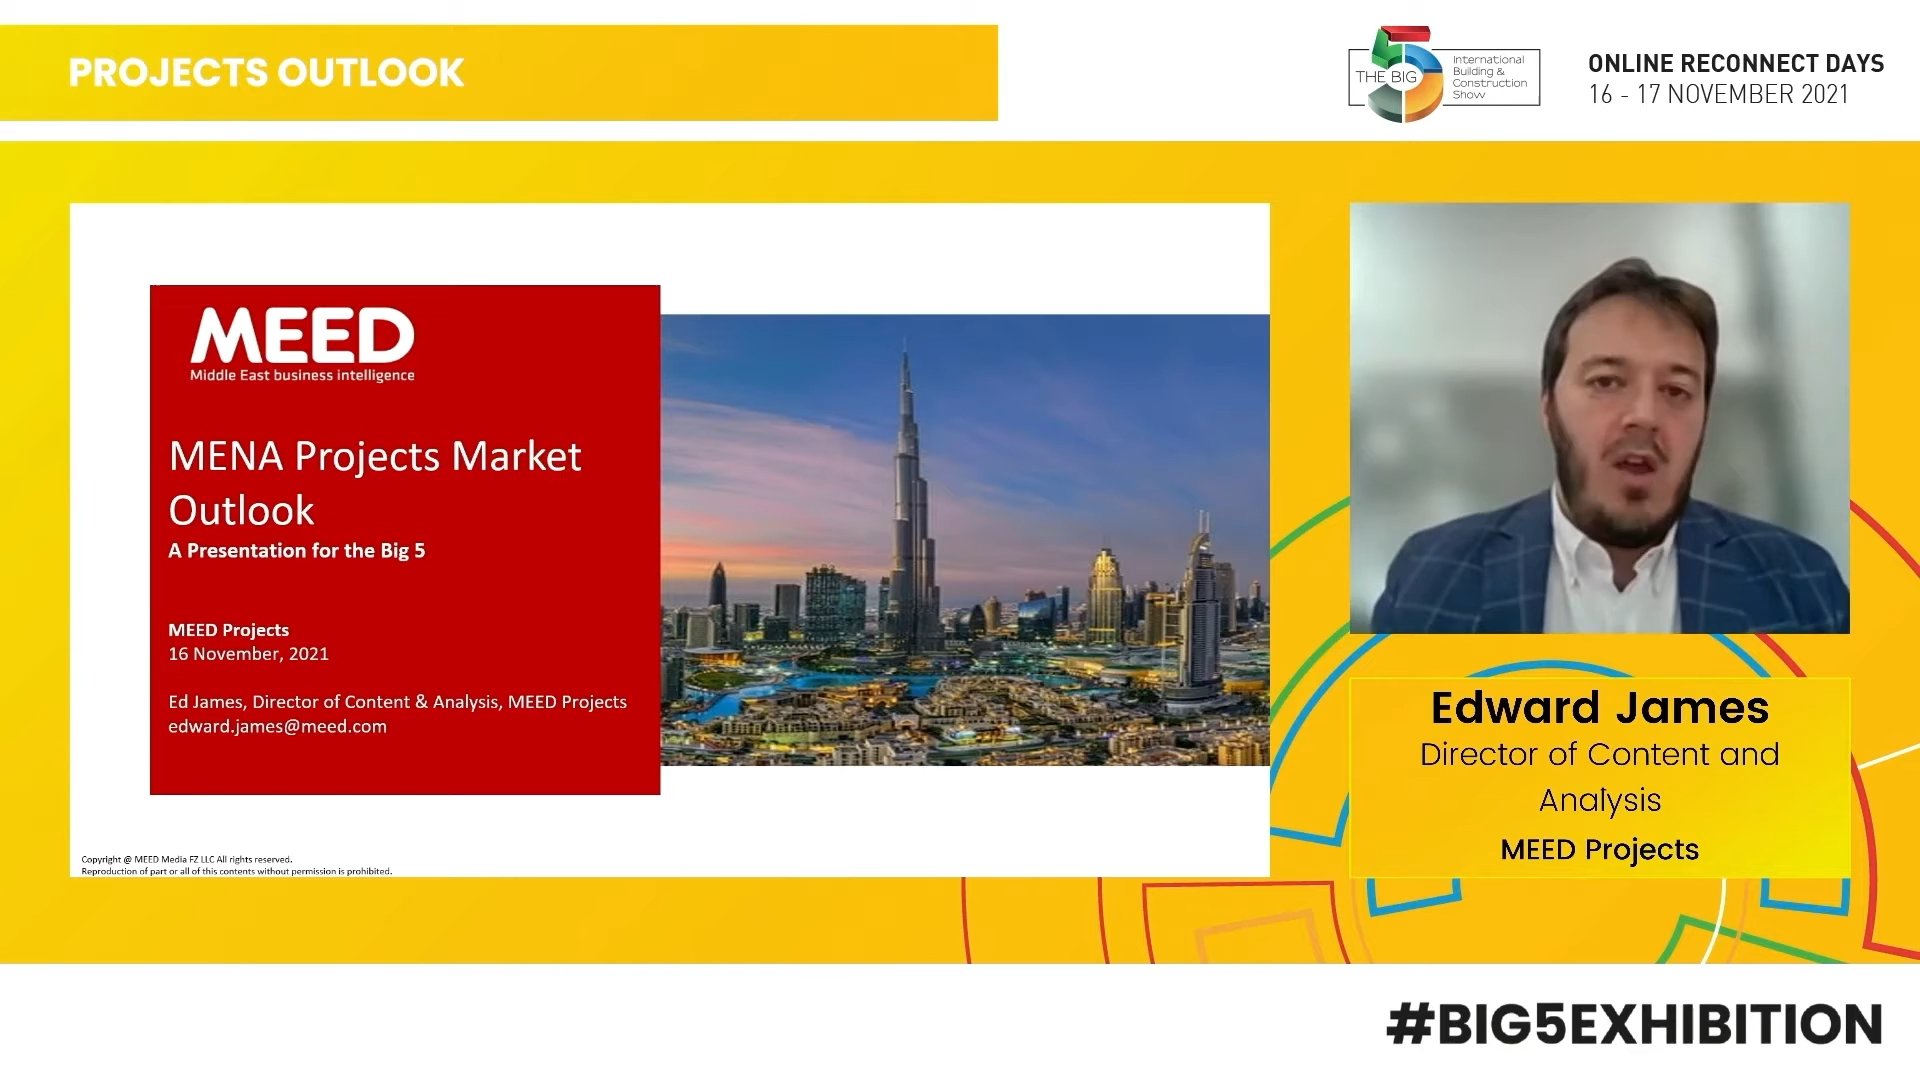 PROJECTS OUTLOOK
THE BIG 5
International
Building &
Construction
Show
ONLINE RECONNECT DAYS
16 - 17 NOVEMBER 2021
MEED
Middle East business intelligence
MENA Projects Market
Outlook
A Presentation for the Big 5
MEED Projects
16 November, 2021
Ed James, Director of Content & Analysis, MEED Projects
edward.james@meed.com
Copyright @ MEED Media FZ LLC All rights reserved.
Reproduction of part or all of this contents without permission is prohibited.
Edward James
Director of Content and
Analysis
MEED Projects
#BIG5EXHIBITION